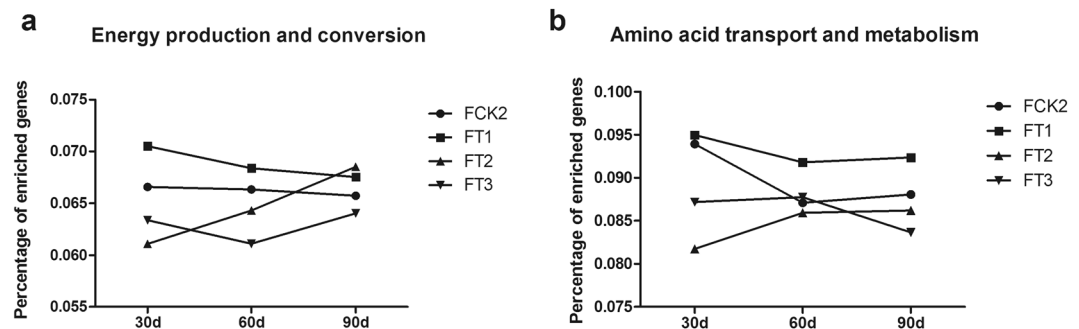 a
Energy production and conversion
Percentage of enriched genes
0.075
0.070
0.065
0.060
0.055
30d
60d
90d
FCK2
FT1
FT2
FT3
b
Amino acid transport and metabolism
Percentage of enriched genes
0.100
0.095
0.090
0.085
0.080
0.075
30d
60d
90d
FCK2
FT1
FT2
FT3